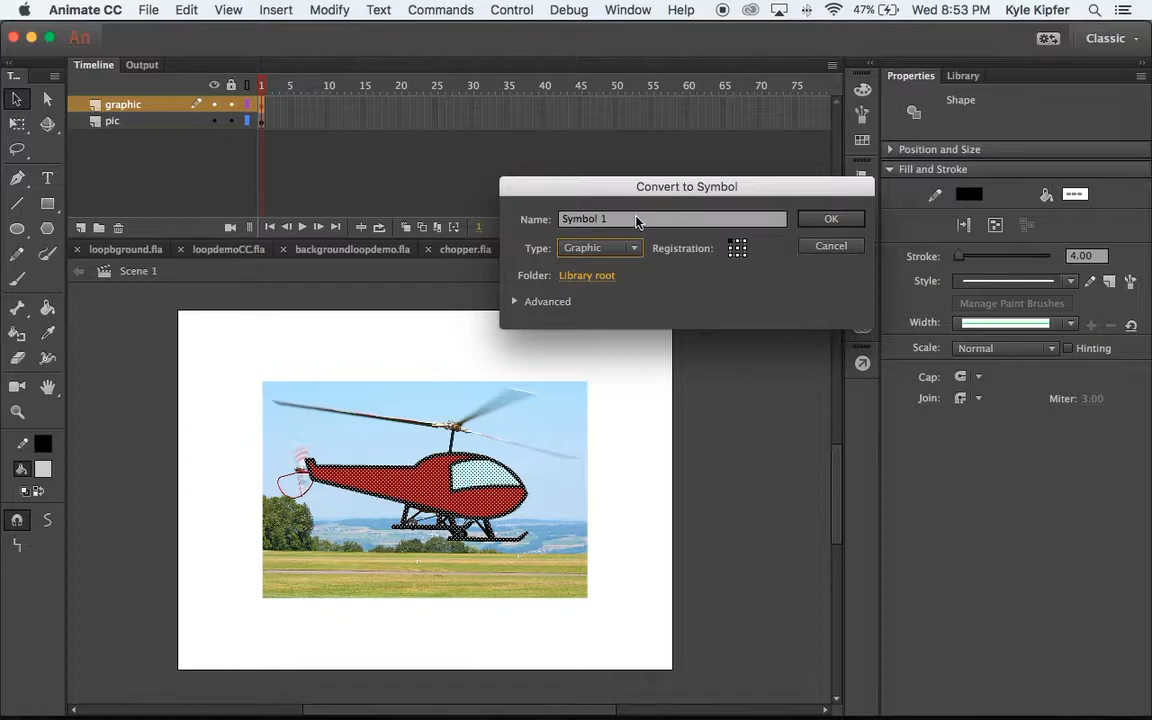 Animate CC File Edit View Insert Modify Text Commands Control Debug Window Help 47% Wed 8:53 PM Kyle Kipfer
An Classic
Timeline Output
T... Properties Library
1 5 10 15 20 25 30 35 40 45 50 55 60 65 70 75
Shape
graphic
pic
Position and Size
Fill and Stroke
Convert to Symbol
Name: Symbol 1 OK
Type: Graphic Registration: Cancel
Folder: Library root
Advanced
1
loopbground.fla loopdemoCC.fla backgroundloopdemo.fla chopper.fla
Scene 1
Stroke: 4.00
Style:
Manage Paint Brushes
Width:
Scale: Normal Hinting
Cap:
Join: Miter: 3.00